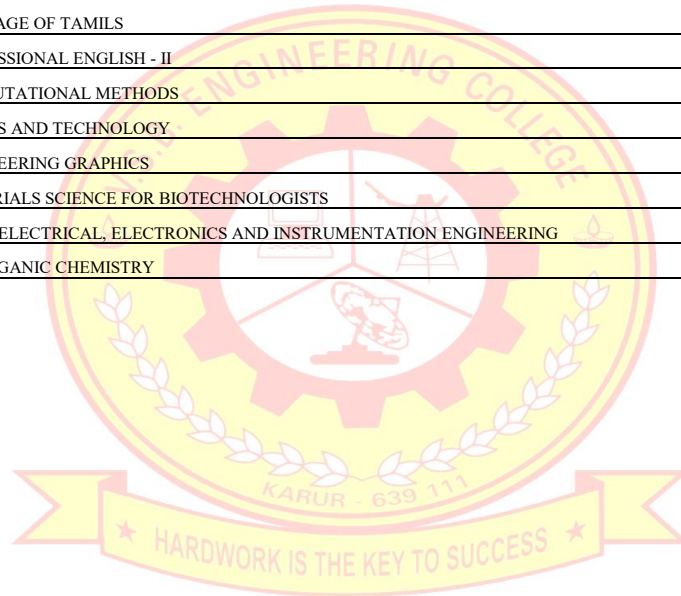 AGE OF TAMILS
SSIONAL ENGLISH - II
UTATIONAL METHODS
S AND TECHNOLOGY
EERING GRAPHICS
RIALS SCIENCE FOR BIOTECHNOLOGISTS
ELECTRICAL, ELECTRONICS AND INSTRUMENTATION ENGINEERING
GANIC CHEMISTRY
V.S.B. ENGINEERING COLLEGE
KARUR - 639 111
HARDWORK IS THE KEY TO SUCCESS